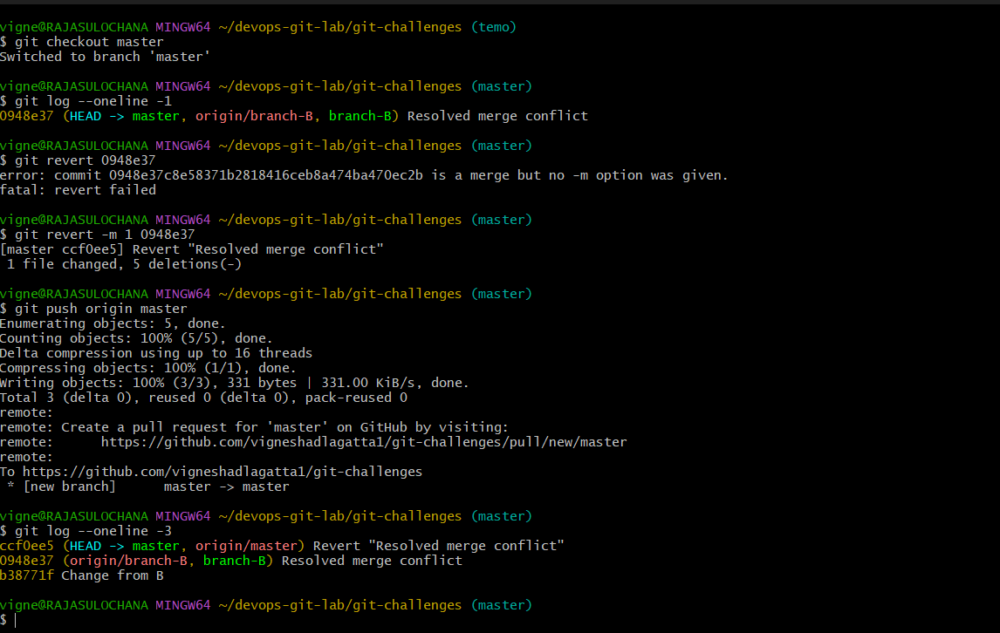 vigne@RAJASULOCHANA MINGW64 ~/devops-git-lab/git-challenges (temo)
$ git checkout master
Switched to branch 'master'
vigne@RAJASULOCHANA MINGW64 ~/devops-git-lab/git-challenges (master)
$ git log --oneline -1
0948e37 (HEAD -> master, origin/branch-B, branch-B) Resolved merge conflict
vigne@RAJASULOCHANA MINGW64 ~/devops-git-lab/git-challenges (master)
$ git revert 0948e37
error: commit 0948e37c8e58371b2818416ceb8a474ba470ec2b is a merge but no -m option was given.
fatal: revert failed
vigne@RAJASULOCHANA MINGW64 ~/devops-git-lab/git-challenges (master)
$ git revert -m 1 0948e37
[master ccf0ee5] Revert "Resolved merge conflict"
1 file changed, 5 deletions(-)
vigne@RAJASULOCHANA MINGW64 ~/devops-git-lab/git-challenges (master)
$ git push origin master
Enumerating objects: 5, done.
Counting objects: 100% (5/5), done.
Delta compression using up to 16 threads
Compressing objects: 100% (1/1), done.
Writing objects: 100% (3/3), 331 bytes | 331.00 KiB/s, done.
Total 3 (delta 0), reused 0 (delta 0), pack-reused 0
remote:
remote: Create a pull request for 'master' on GitHub by visiting:
remote:      https://github.com/vigneshadlagatta1/git-challenges/pull/new/master
remote:
To https://github.com/vigneshadlagatta1/git-challenges
* [new branch]      master -> master
vigne@RAJASULOCHANA MINGW64 ~/devops-git-lab/git-challenges (master)
$ git log --oneline -3
ccf0ee5 (HEAD -> master, origin/master) Revert "Resolved merge conflict"
0948e37 (origin/branch-B, branch-B) Resolved merge conflict
b38771f Change from B
vigne@RAJASULOCHANA MINGW64 ~/devops-git-lab/git-challenges (master)
$